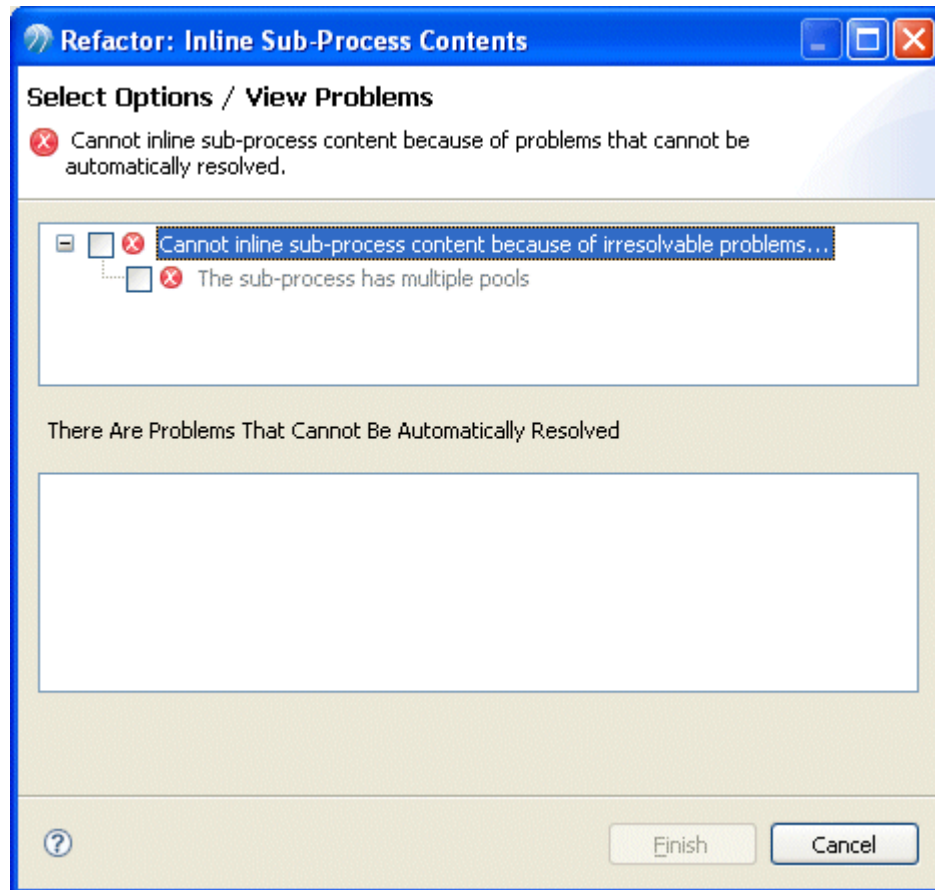 Refactor: Inline Sub-Process Contents
Select Options / View Problems
Cannot inline sub-process content because of problems that cannot be
automatically resolved.
Cannot inline sub-process content because of irresolvable problems...
The sub-process has multiple pools
There Are Problems That Cannot Be Automatically Resolved
? Finish Cancel